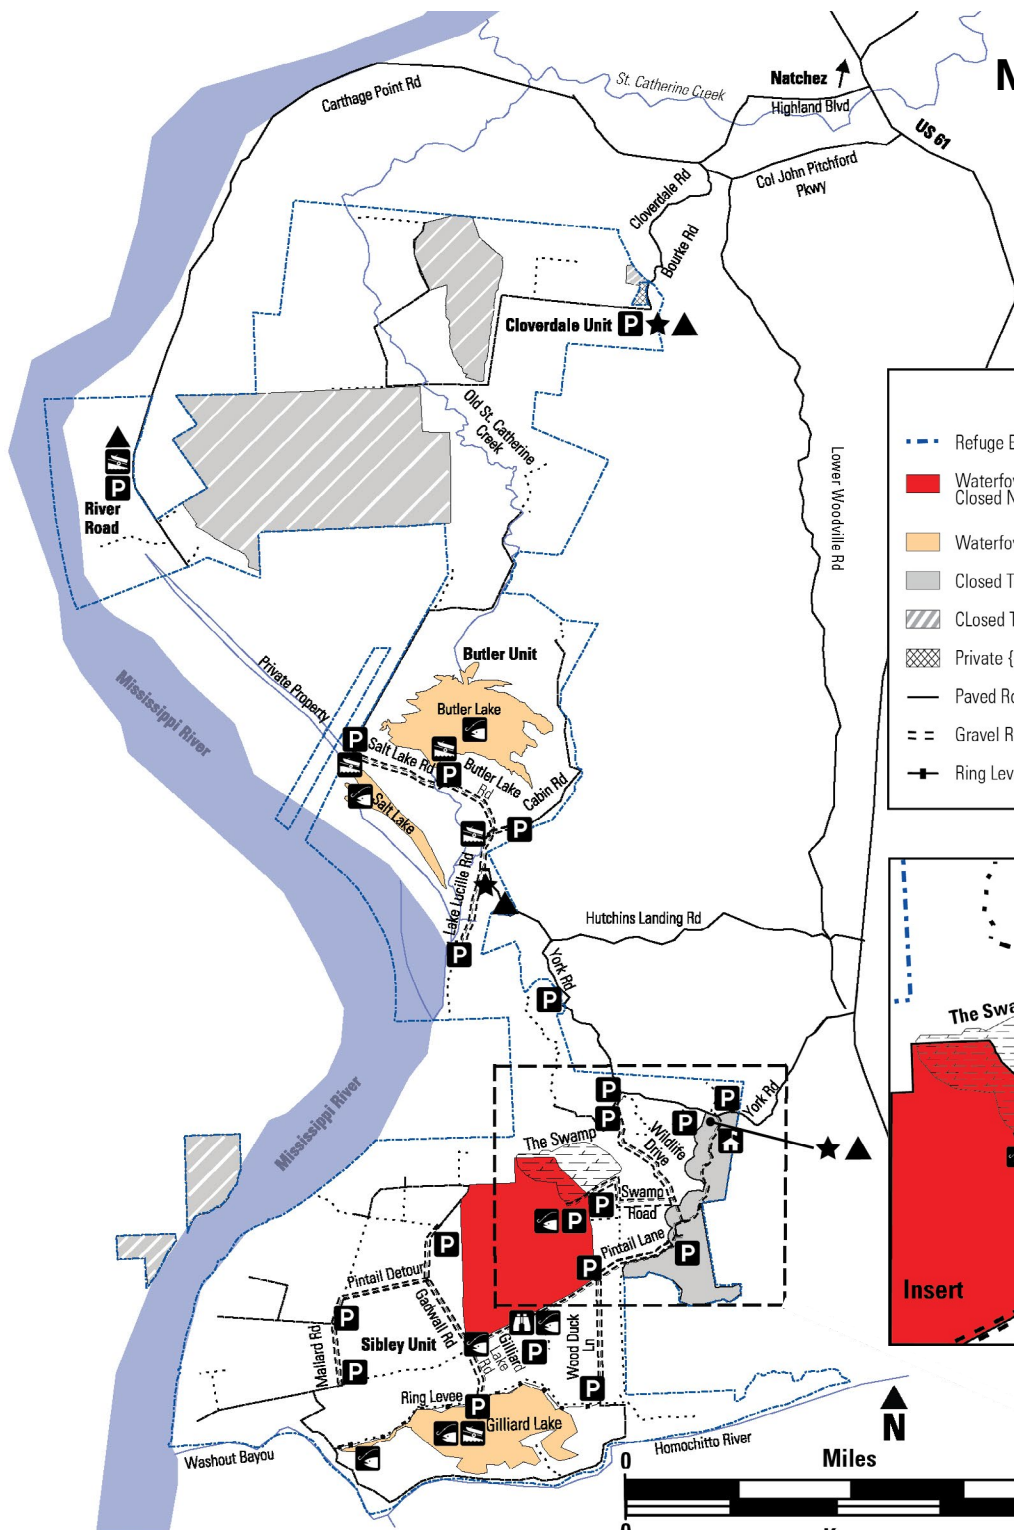 N
St. Catherine Creek
Natchez
Highland Blvd
US 61
Carthage Point Rd
Col John Pitchford
Pkwy
Cloverdale Rd
Bourke Rd
Cloverdale Unit
P
Old St. Catherine
Creek
Lower Woodville Rd
P
River
Road
Refuge B
Waterfow
Closed N
Waterfow
Closed T
CLosed T
Private {
Paved Ro
Gravel R
Ring Lev
Butler Unit
Private Property
Mississippi River
Butler Lake
P
Salt Lake Rd
Butler Lake
Rd
P
Salt Lake
Cabin Rd
P
Lake Lucille Rd
Hutchins Landing Rd
P
York Rd
P
The Swa
Mississippi River
P
P
P
York Rd
P
Wildlife
Drive
The Swamp
Swamp
Road
P
P
Pintail Lane
P
P
P
Pintail Detour
Gadwall Rd
Insert
P
Mallard Rd
Sibley Unit
Gilliard
Lake
Rd
P
Wood Duck
Ln
P
P
Ring Levee
P
Gilliard Lake
N
Washout Bayou
Homochitto River
Miles
0
0